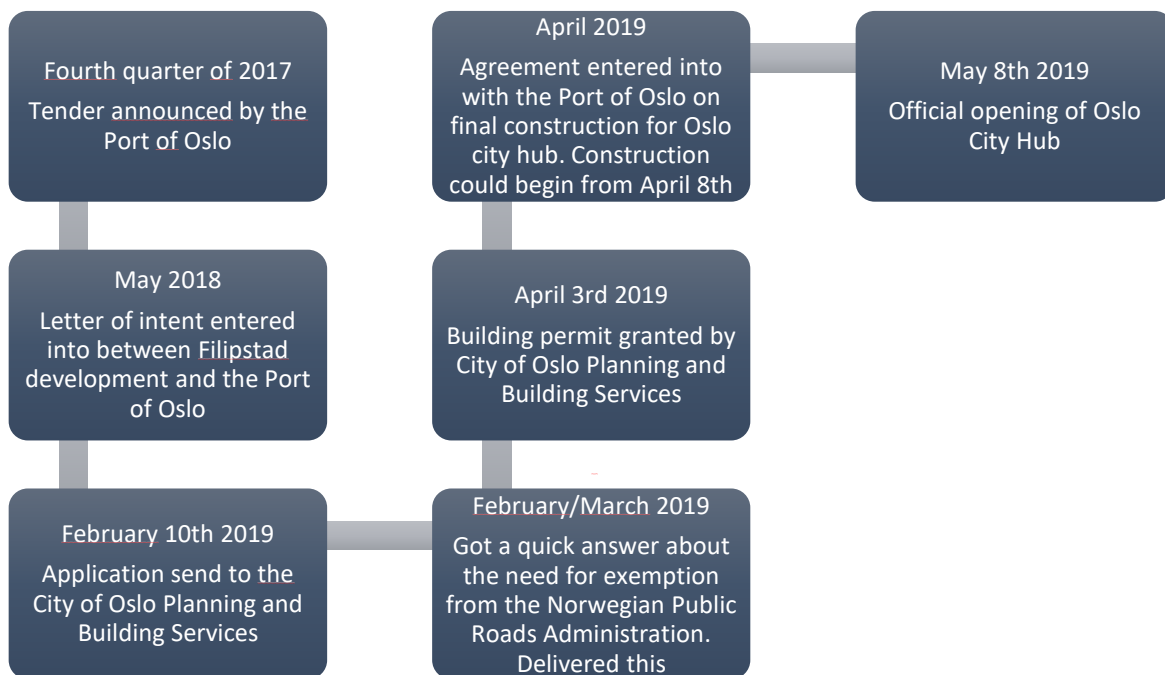 Fourth quarter of 2017
Tender announced by the
Port of Oslo
May 2018
Letter of intent entered
into between Filipstad
development and the Port
of Oslo
February 10th 2019
Application send to the
City of Oslo Planning and
Building Services
February/March 2019
Got a quick answer about
the need for exemption
from the Norwegian Public
Roads Administration.
Delivered this
April 3rd 2019
Building permit granted by
City of Oslo Planning and
Building Services
April 2019
Agreement entered into
with the Port of Oslo on
final construction for Oslo
city hub. Construction
could begin from April 8th
May 8th 2019
Official opening of Oslo
City Hub